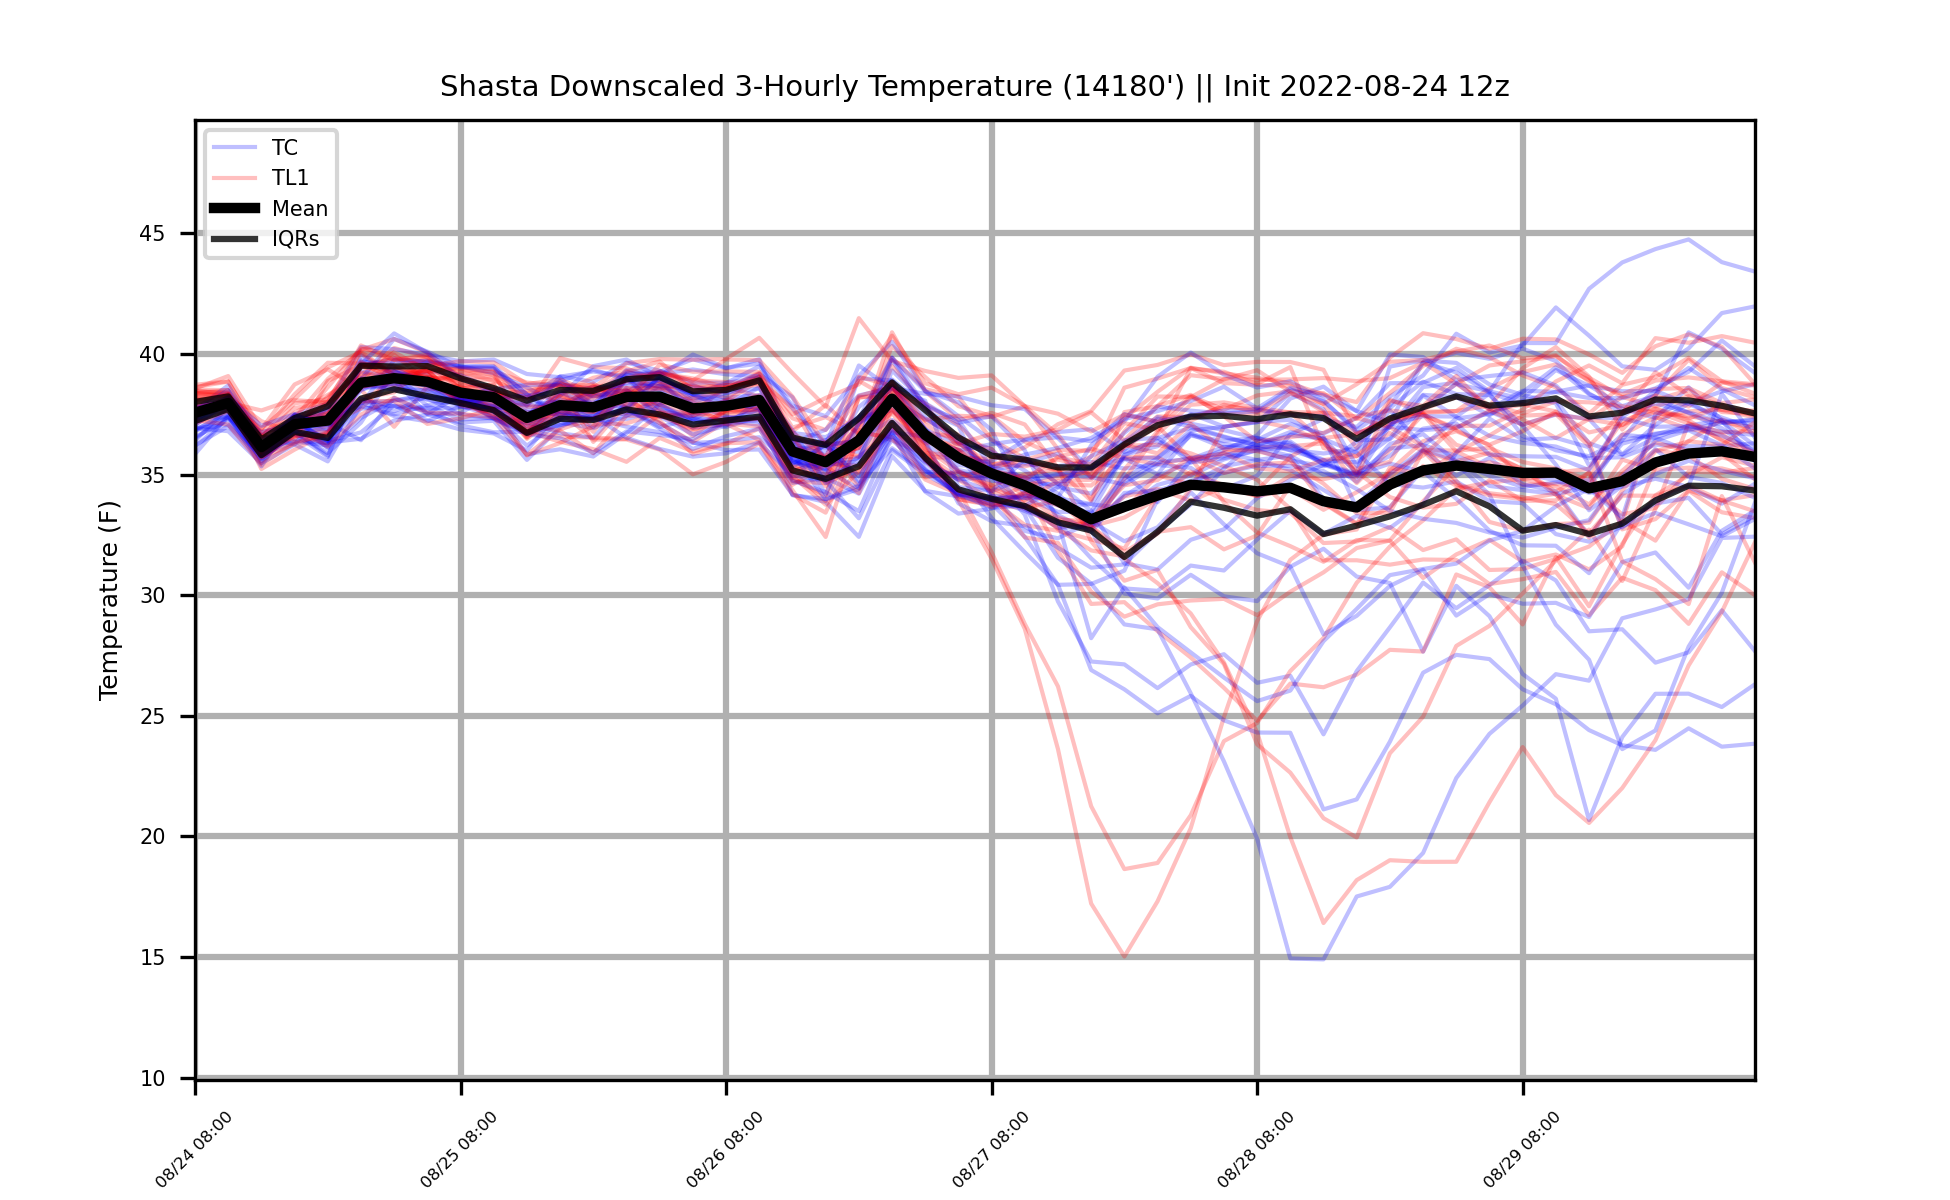 Shasta Downscaled 3-Hourly Temperature (14180') || Init 2022-08-24 12z
TC
TL1
Mean
IQRs
Temperature (F)
45
40
35
30
25
20
15
10
08/24 08:00
08/25 08:00
08/26 08:00
08/27 08:00
08/28 08:00
08/29 08:00